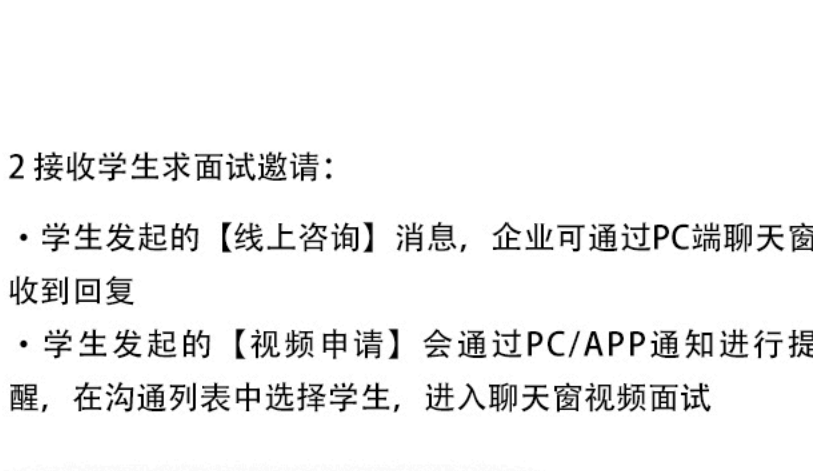 2 接收学生求面试邀请：
·学生发起的【线上咨询】消息，企业可通过PC端聊天窗
收到回复
·学生发起的【视频申请】会通过PC/APP通知进行提
醒，在沟通列表中选择学生，进入聊天窗视频面试